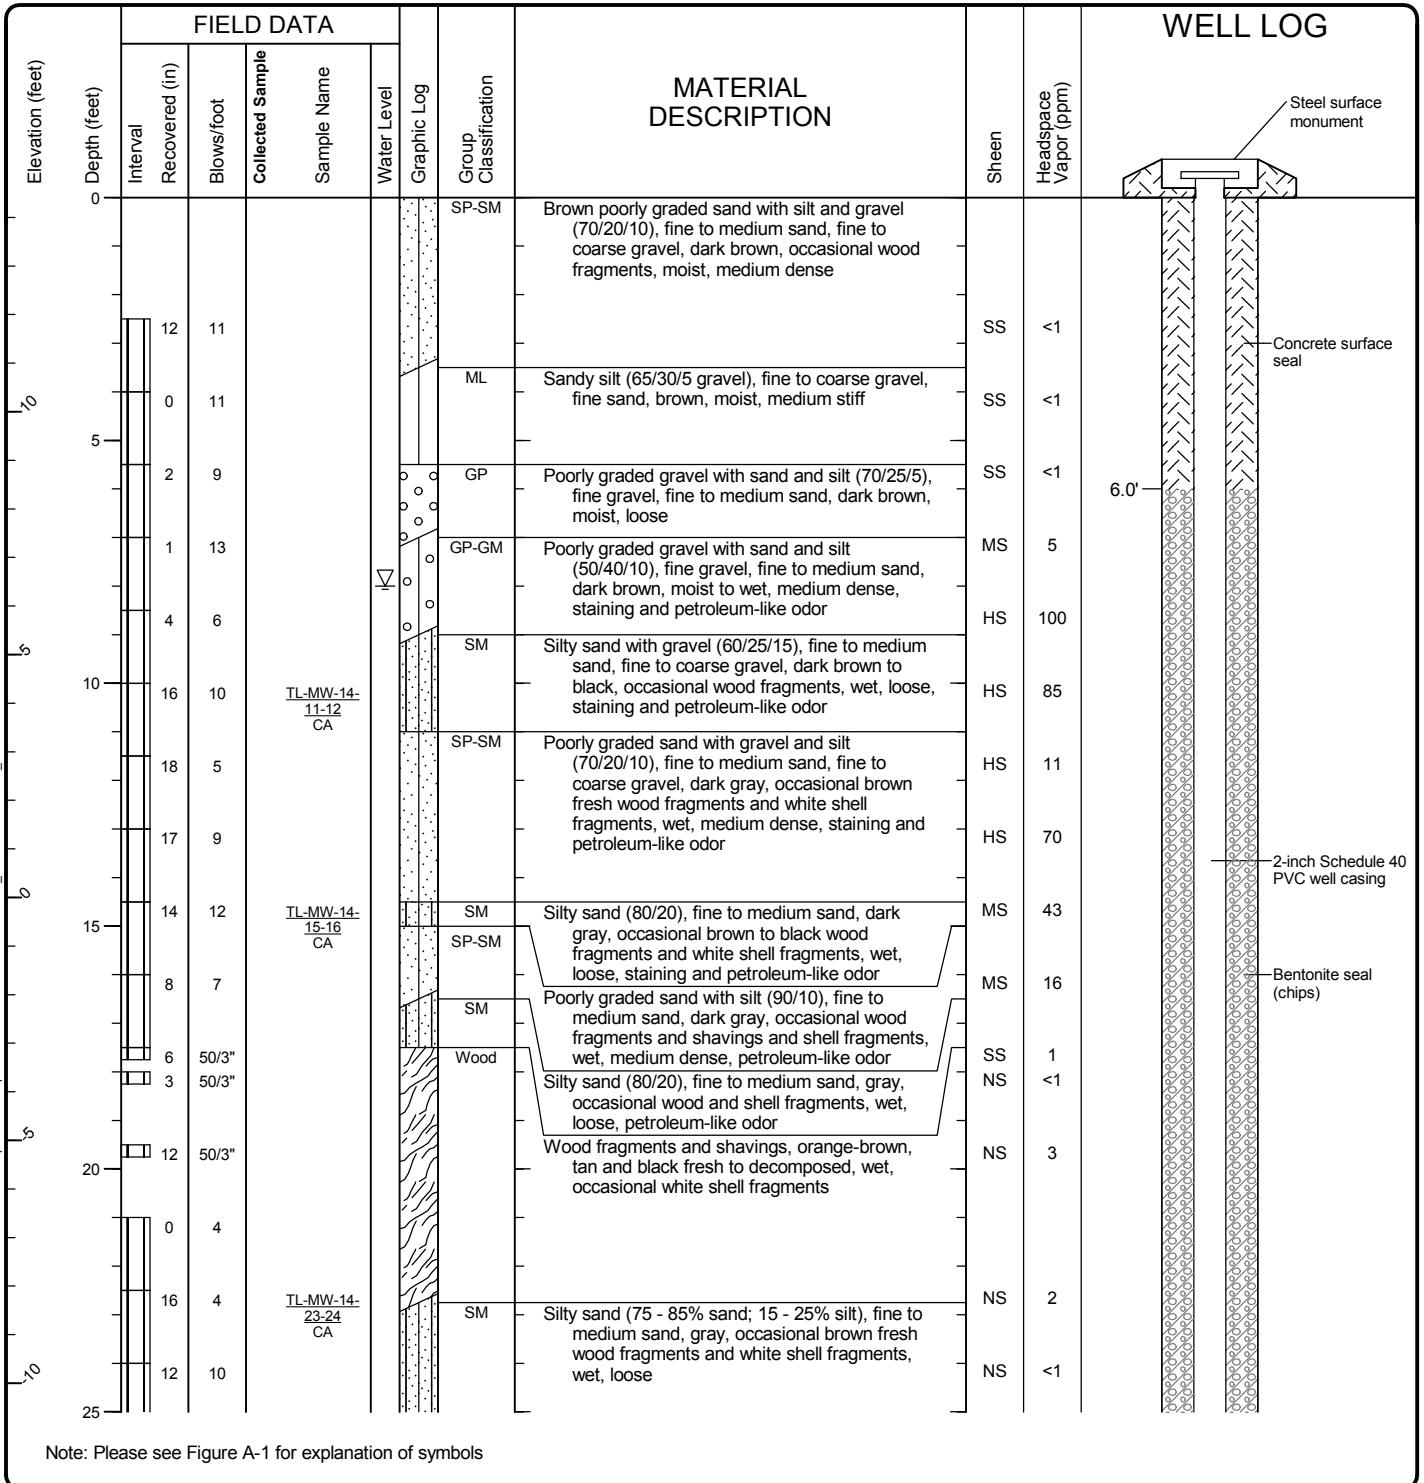 FIELD DATA
WELL LOG
Elevation (feet)
Depth (feet)
Interval
Recovered (in)
Blows/foot
Collected Sample
Sample Name
Water Level
Graphic Log
Group
Classification
MATERIAL
DESCRIPTION
Sheen
Headspace
Vapor (ppm)
Steel surface
monument
0
SP-SM
Brown poorly graded sand with silt and gravel
(70/20/10), fine to medium sand, fine to
coarse gravel, dark brown, occasional wood
fragments, moist, medium dense
12 11 SS <1
Concrete surface
seal
ML
Sandy silt (65/30/5 gravel), fine to coarse gravel,
fine sand, brown, moist, medium stiff
0 11 SS <1
10
5
2 9 SS <1
GP
Poorly graded gravel with sand and silt (70/25/5),
fine gravel, fine to medium sand, dark brown,
moist, loose
6.0'
1 13 MS 5
GP-GM
Poorly graded gravel with sand and silt
(50/40/10), fine gravel, fine to medium sand,
dark brown, moist to wet, medium dense,
staining and petroleum-like odor
4 6 HS 100
5
SM
Silty sand with gravel (60/25/15), fine to medium
sand, fine to coarse gravel, dark brown to
black, occasional wood fragments, wet, loose,
staining and petroleum-like odor
10
16 10 HS 85
TL-MW-14-
11-12
CA
SP-SM
Poorly graded sand with gravel and silt
(70/20/10), fine to medium sand, fine to
coarse gravel, dark gray, occasional brown
fresh wood fragments and white shell
fragments, wet, medium dense, staining and
petroleum-like odor
18 5 HS 11
17 9 HS 70
2-inch Schedule 40
PVC well casing
0
14 12 MS 43
TL-MW-14-
15-16
CA
SM
Silty sand (80/20), fine to medium sand, dark
gray, occasional brown to black wood
fragments and white shell fragments, wet,
loose, staining and petroleum-like odor
15
SP-SM
8 7 MS 16
Bentonite seal
(chips)
Poorly graded sand with silt (90/10), fine to
medium sand, dark gray, occasional wood
fragments and shavings and shell fragments,
wet, medium dense, petroleum-like odor
SM
6 50/3" SS 1
Wood
3 50/3" NS <1
Silty sand (80/20), fine to medium sand, gray,
occasional wood and shell fragments, wet,
loose, petroleum-like odor
-5
12 50/3" NS 3
20
Wood fragments and shavings, orange-brown,
tan and black fresh to decomposed, wet,
occasional white shell fragments
0 4
16 4 NS 2
TL-MW-14-
23-24
CA
SM
Silty sand (75 - 85% sand; 15 - 25% silt), fine to
medium sand, gray, occasional brown fresh
wood fragments and white shell fragments,
wet, loose
12 10 NS <1
-10
25
Note: Please see Figure A-1 for explanation of symbols